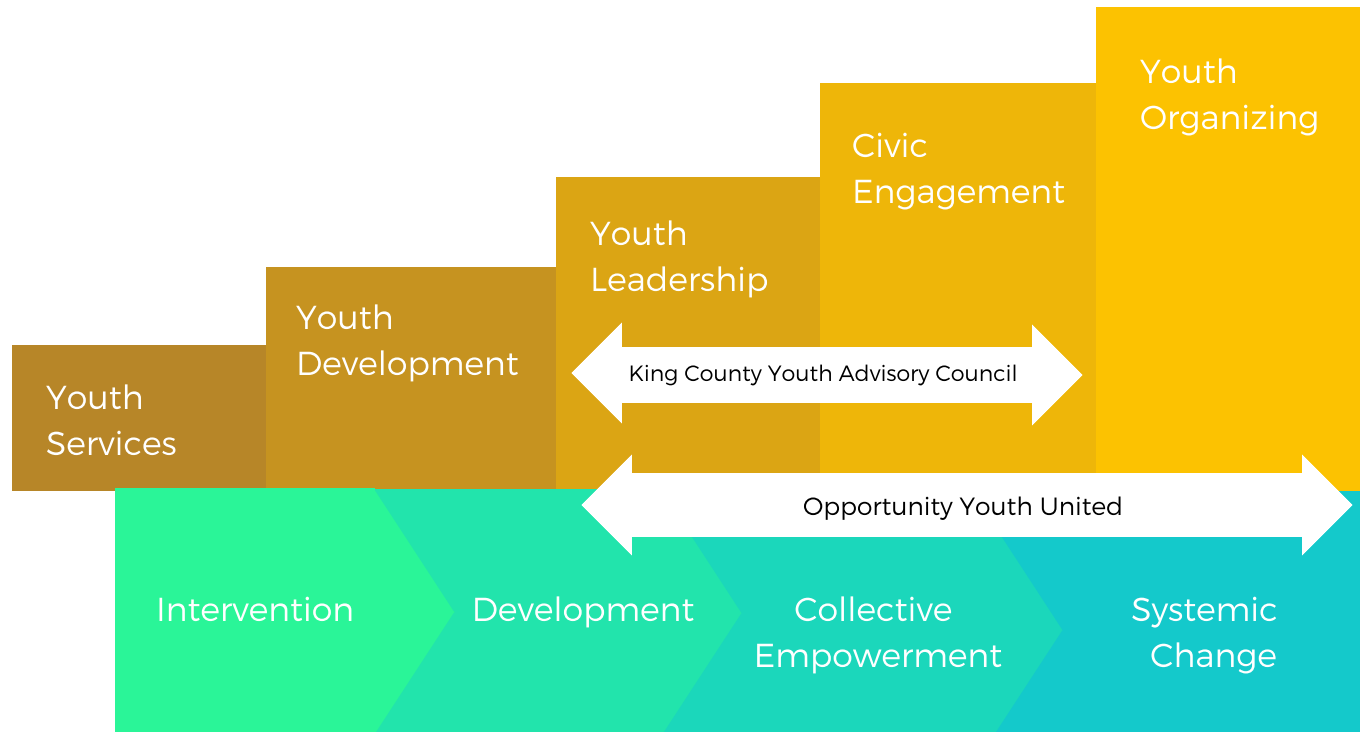 Youth
Services
Youth
Development
Youth
Leadership
Civic
Engagement
Youth
Organizing
King County Youth Advisory Council
Opportunity Youth United
Intervention
Development
Collective
Empowerment
Systemic
Change